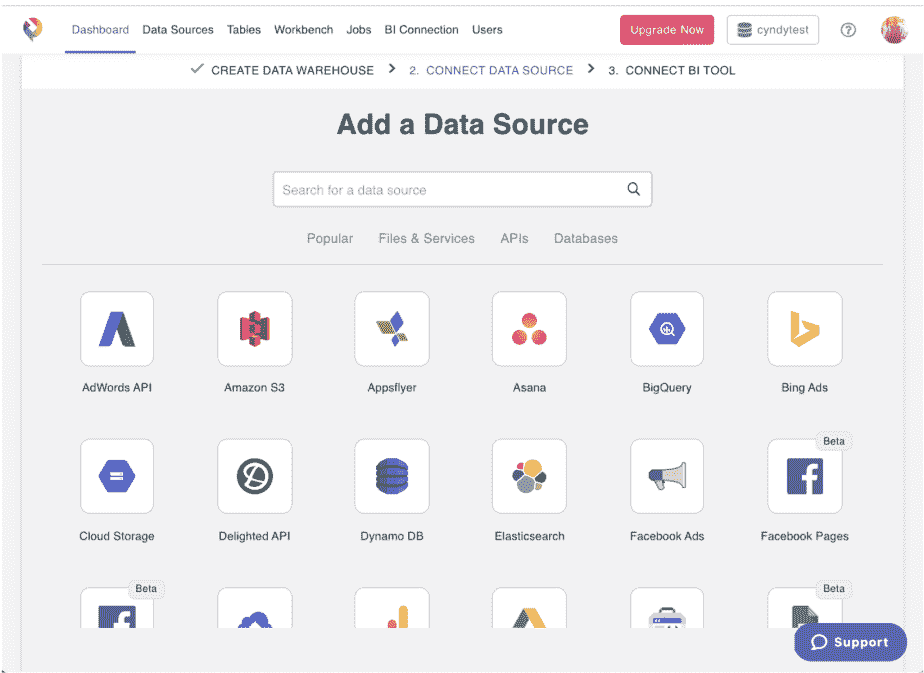 Dashboard Data Sources Tables Workbench Jobs BI Connection Users Upgrade Now cyndytest ?
CREATE DATA WAREHOUSE > 2. CONNECT DATA SOURCE > 3. CONNECT BI TOOL
Add a Data Source
Search for a data source
Popular Files & Services APIs Databases
AdWords API Amazon S3 Appsflyer Asana BigQuery Bing Ads
Beta
Cloud Storage Delighted API Dynamo DB Elasticsearch Facebook Ads Facebook Pages
Beta Beta
Support